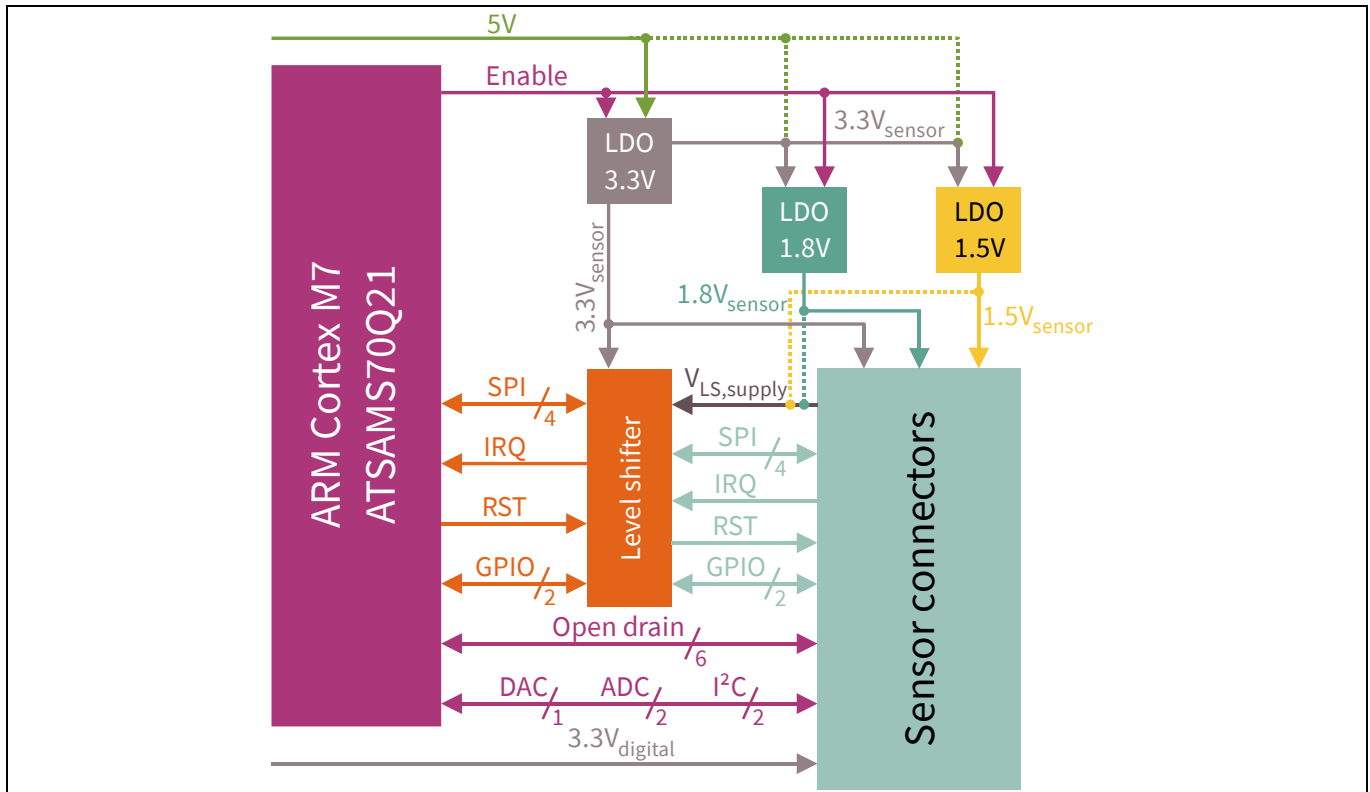 5V
Enable
3.3Vsensor
LDO
3.3V
LDO
1.8V
LDO
1.5V
3.3Vsensor
1.8Vsensor
1.5Vsensor
ARM Cortex M7
ATSAMS70Q21
VLS,supply
SPI
4
IRQ
RST
GPIO
2
Level shifter
SPI
4
IRQ
RST
GPIO
2
Sensor connectors
Open drain
6
DAC
1
ADC
2
I²C
2
3.3Vdigital